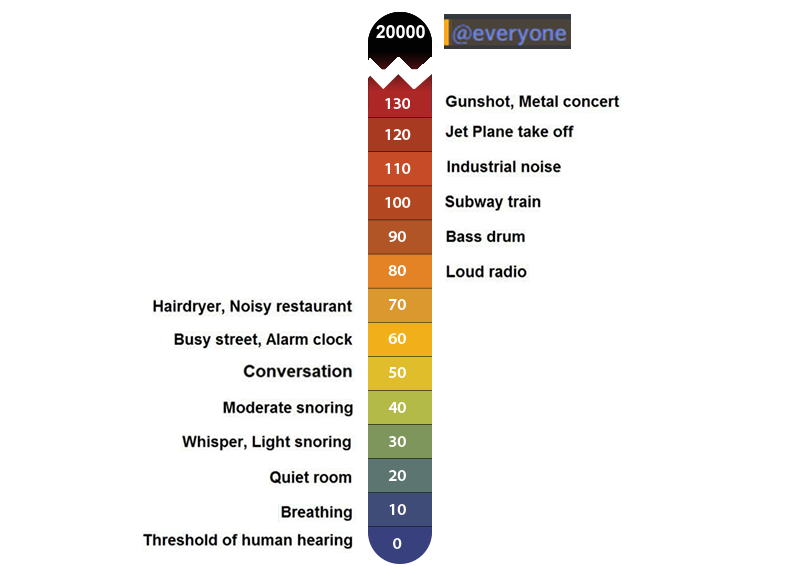 20000 @everyone
130 Gunshot, Metal concert
120 Jet Plane take off
110 Industrial noise
100 Subway train
90 Bass drum
80 Loud radio
Hairdryer, Noisy restaurant 70
Busy street, Alarm clock 60
Conversation 50
Moderate snoring 40
Whisper, Light snoring 30
Quiet room 20
Breathing 10
Threshold of human hearing 0